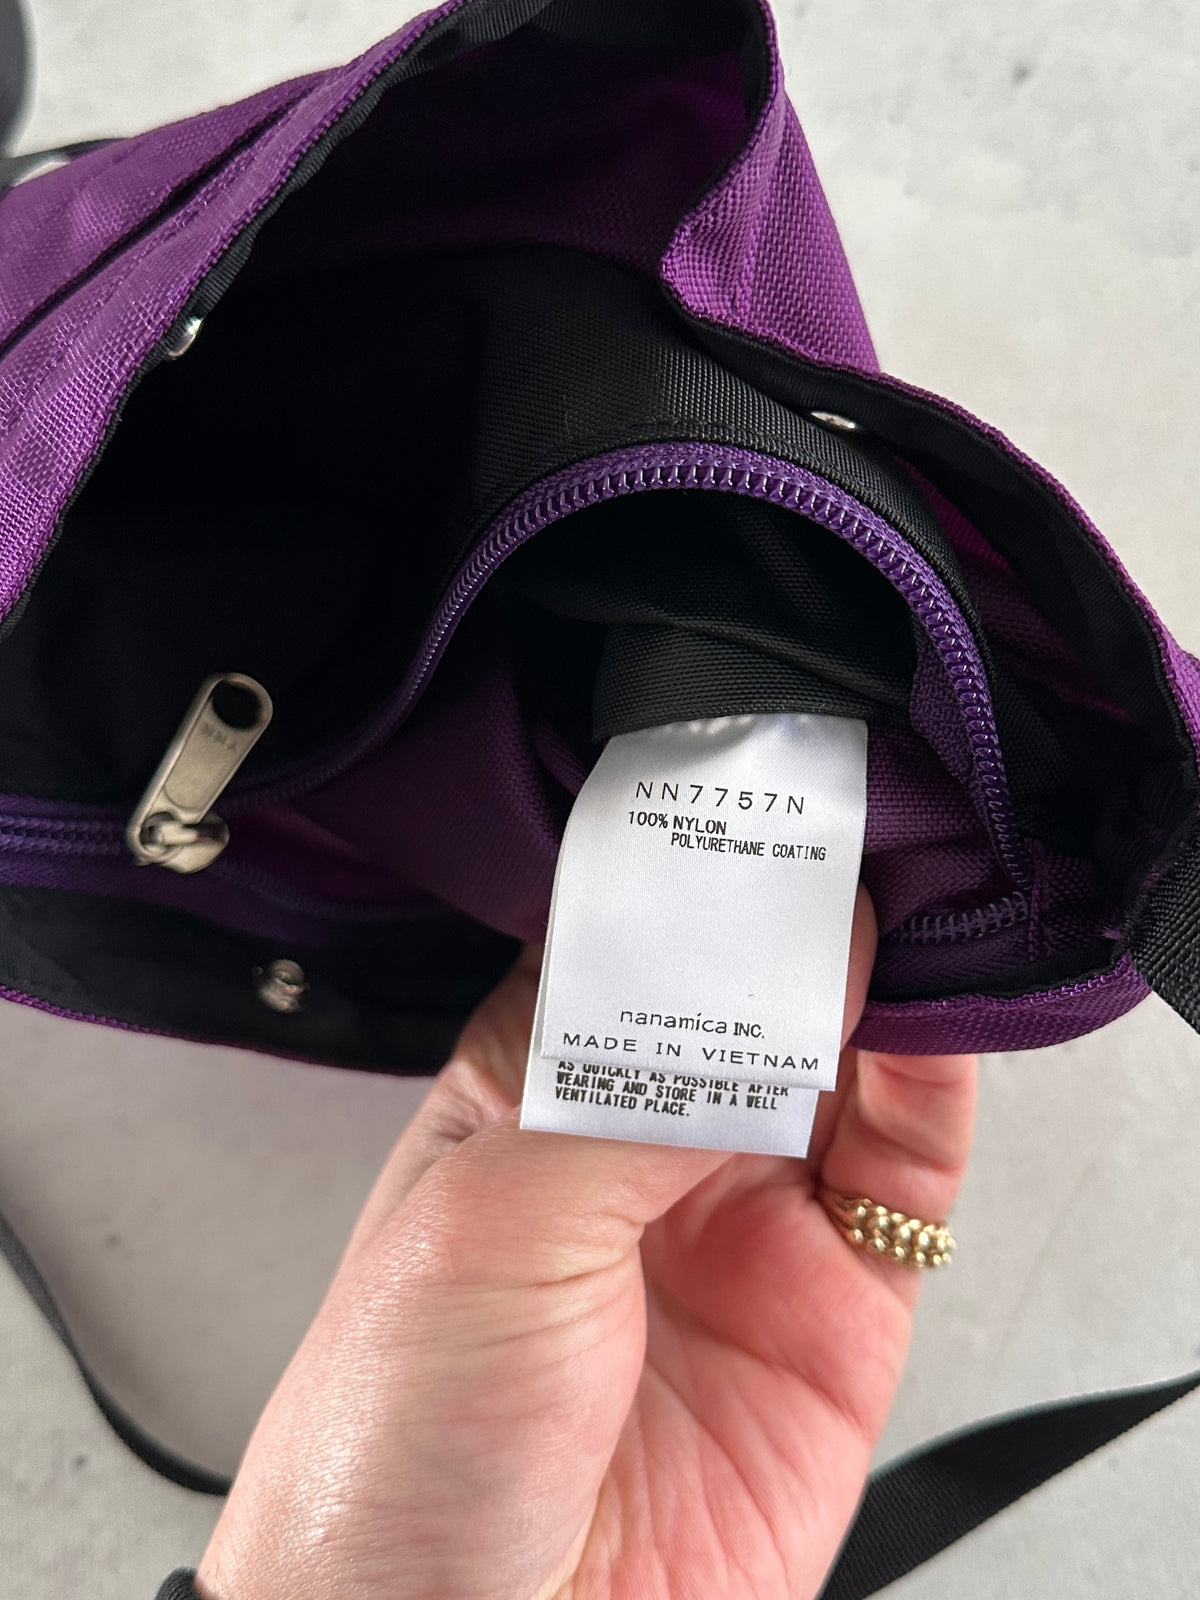 NN7757N
100% NYLON
POLYURETHANE COATING
nanamica INC.
MADE IN VIETNAM
AS QUICKLY AS POSSIBLE AFTER
WEARING AND STORE IN A WELL
VENTILATED PLACE.
YKK